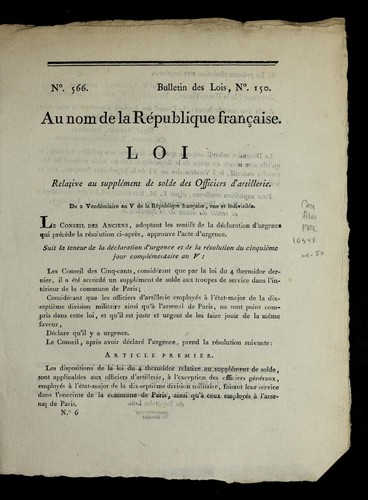 N°. 566. Bulletin des Lois, N°. 150.
Au nom de la République française.
LOI
Relative au supplément de solde des Officiers d'artillerie.
Du 2 Vendémiaire an V de la République française, une et indivisible.
LE CONSEIL DES ANCIENS, adoptant les motifs de la déclaration d'urgence
qui précède la résolution ci-après, approuve l'acte d'urgence.
Suit la teneur de la déclaration d'urgence et de la résolution du cinquième
jour complémentaire an V :
Les Conseil des Cinq-cents, considérant que par la loi du 4 thermidor der-
nier, il a été accordé un supplément de solde aux troupes de service dans l'in-
térieur de la commune de Paris;
Considérant que les officiers d'artillerie employés à l'état-major de la dix-
septième division militaire ainsi qu'à l'arsenal de Paris, ne sont point com-
pris dans cette loi, et qu'il est juste et urgent de les faire jouir de la même
faveur,
Déclare qu'il y a urgence.
Le Conseil, après avoir déclaré l'urgence, prend la résolution suivante:
ARTICLE PREMIER.
Les dispositions de la loi du 4 thermidor relative au supplément de solde,
sont applicables aux officiers d'artillerie, à l'exception des officiers généraux,
employés à l'état-major de la dix-septième division militaire, faisant leur service
dans l'enceinte de la commune de Paris, ainsi qu'à ceux employés à l'arse-
nal de Paris.
N.° 6